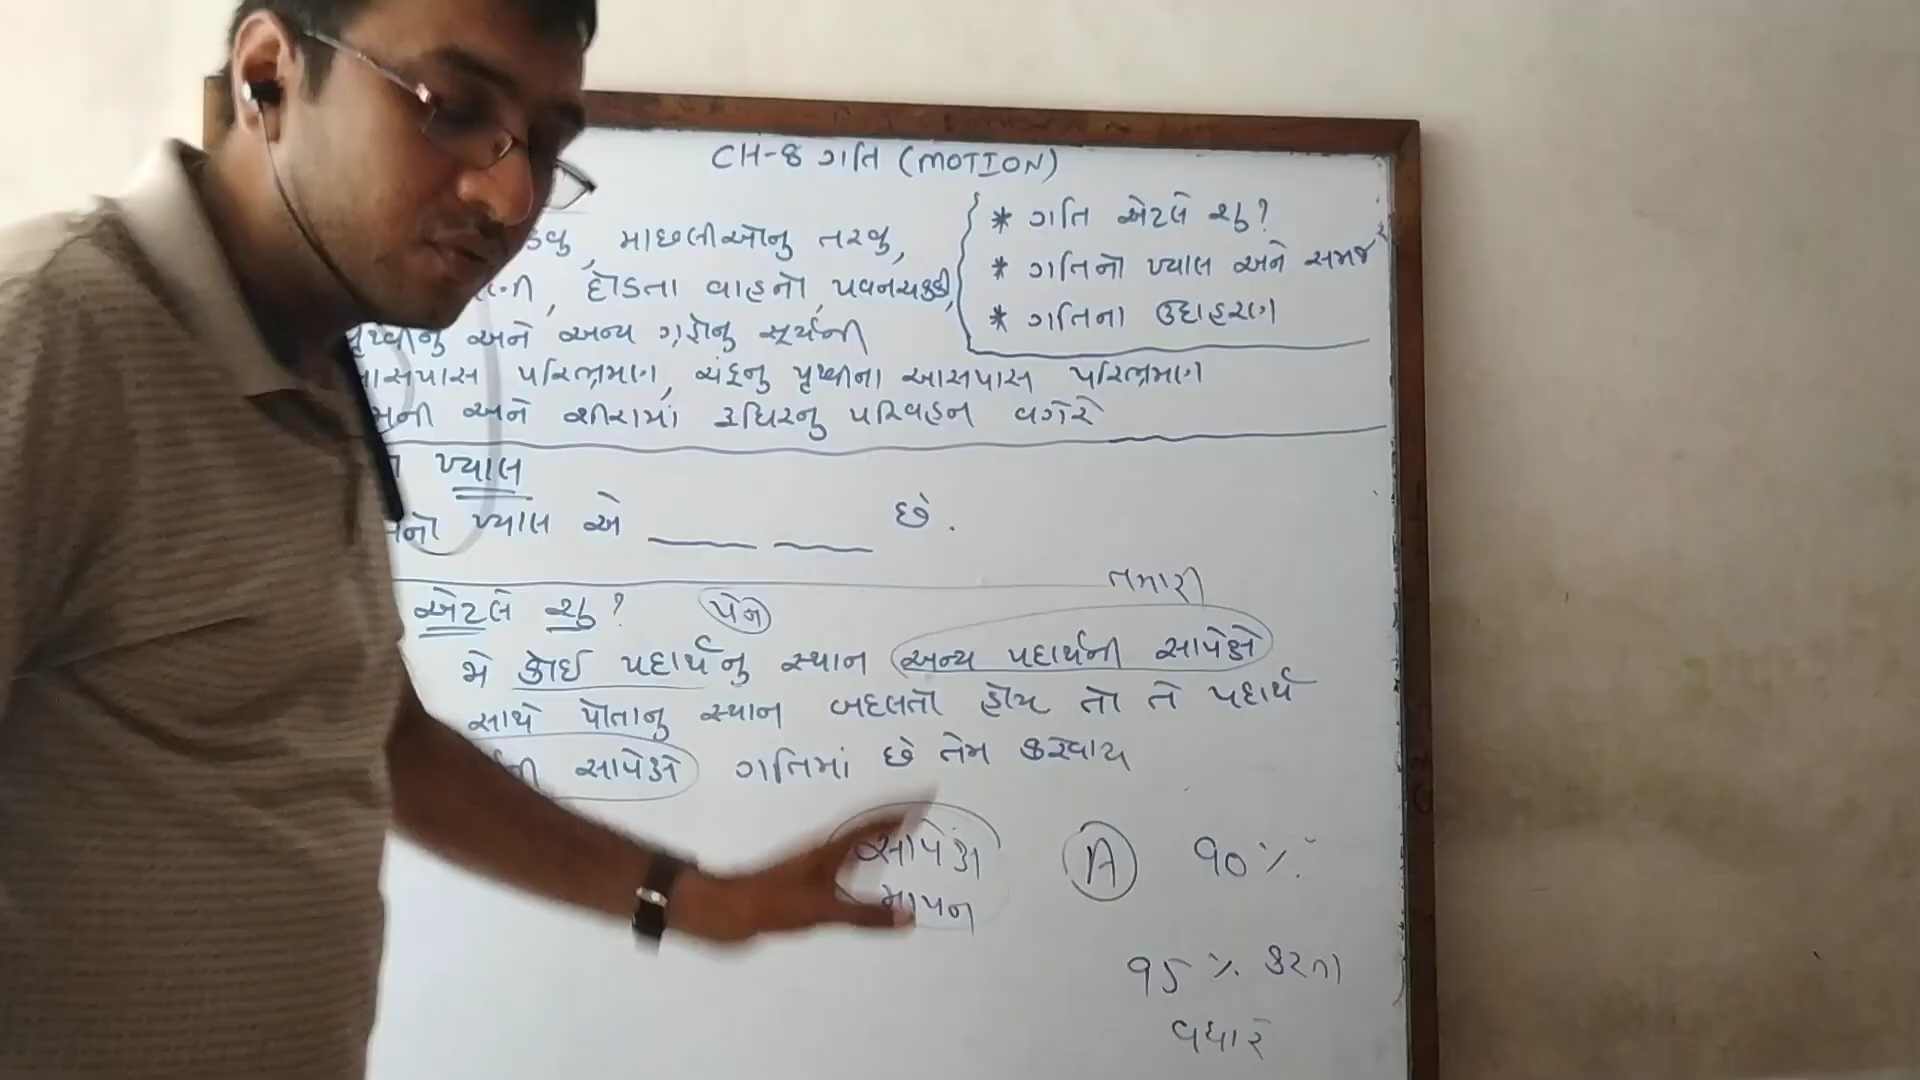 CH-8 ગતિ (MOTION)
* ગતિ એટલે શુ?
* ગતિનો ખ્યાલ અને સમજ
* ગતિના ઉદાહરણ
માછલીઓનુ તરવુ,
દોડતા વાહનો, પવનચક્કી,
અને અન્ય ગ્રહોનુ સૂર્યની
પરિભ્રમણ, ચંદ્રનુ પૃથ્વીના આસપાસ પરિભ્રમણ
અને શીરામાં રુધિરનુ પરિવહન વગેરે
ખ્યાલ
ખ્યાલ એ ____ ____ છે.
એટલે શુ? પેન તમારી
જે કોઈ પદાર્થનુ સ્થાન અન્ય પદાર્થની સાપેક્ષે
સાથે પોતાનુ સ્થાન બદલતો હોય તો તે પદાર્થ
સાપેક્ષે ગતિમાં છે તેમ કહેવાય
સાપેક્ષ A 90 %
માપન
95 % કરતા
વધારે